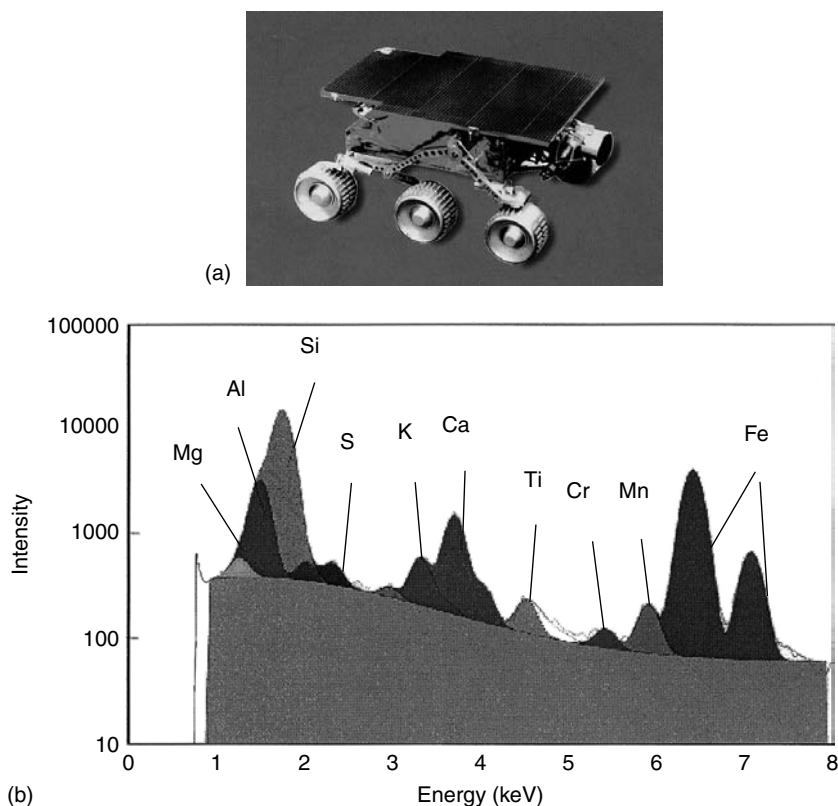 (a)
100000
10000
1000
100
10
Intensity
Mg
Al
Si
S
K
Ca
Ti
Cr
Mn
Fe
0 1 2 3 4 5 6 7 8
Energy (keV)
(b)